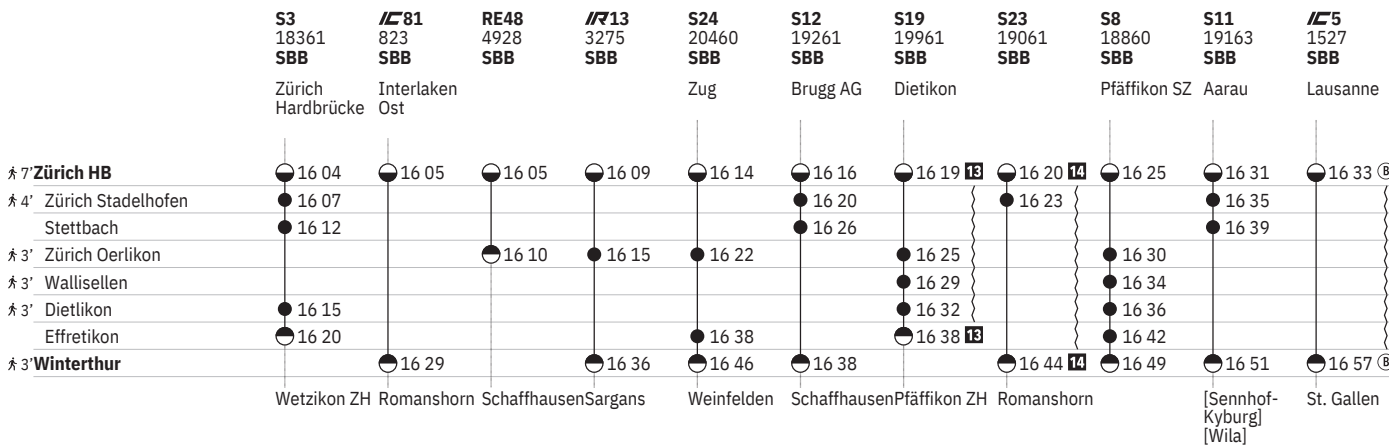 S3 IC81 RE48 IR13 S24 S12 S19 S23 S8 S11 IC5
18361 823 4928 3275 20460 19261 19961 19061 18860 19163 1527
SBB SBB SBB SBB SBB SBB SBB SBB SBB SBB SBB
Zürich Interlaken Zug Brugg AG Dietikon Pfäffikon SZ Aarau Lausanne
Hardbrücke Ost
7' Zürich HB 16 04 16 05 16 05 16 09 16 14 16 16 16 19 13 16 20 14 16 25 16 31 16 33 B
4' Zürich Stadelhofen 16 07 16 20 16 23 16 35
Stettbach 16 12 16 26 16 39
3' Zürich Oerlikon 16 10 16 15 16 22 16 25 16 30
3' Wallisellen 16 29 16 34
3' Dietlikon 16 15 16 32 16 36
Effretikon 16 20 16 38 16 38 13 16 42
3' Winterthur 16 29 16 36 16 46 16 38 16 44 14 16 49 16 51 16 57 B
Wetzikon ZH Romanshorn Schaffhausen Sargans Weinfelden Schaffhausen Pfäffikon ZH Romanshorn [Sennhof- St. Gallen
Kyburg]
[Wila]